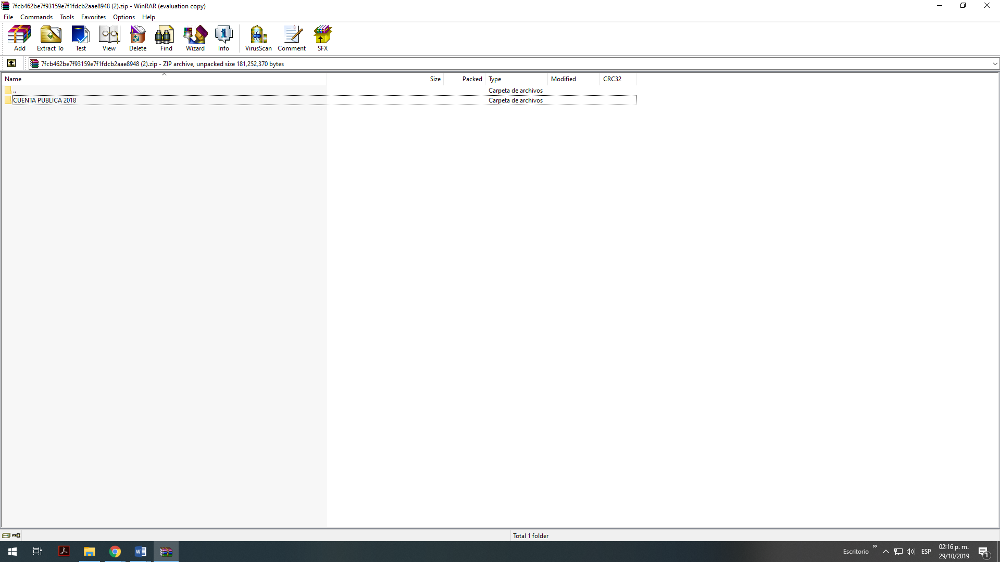 7fcb462be7f93159e7f1fdcb2aae8948 (2).zip - WinRAR (evaluation copy)
File Commands Tools Favorites Options Help
Add Extract To Test View Delete Find Wizard Info VirusScan Comment SFX
7fcb462be7f93159e7f1fdcb2aae8948 (2).zip - ZIP archive, unpacked size 181,252,370 bytes
Name Size Packed Type Modified CRC32
.. Carpeta de archivos
CUENTA PUBLICA 2018 Carpeta de archivos
Total 1 folder
Escritorio » ESP 02:16 p. m.
29/10/2019 1